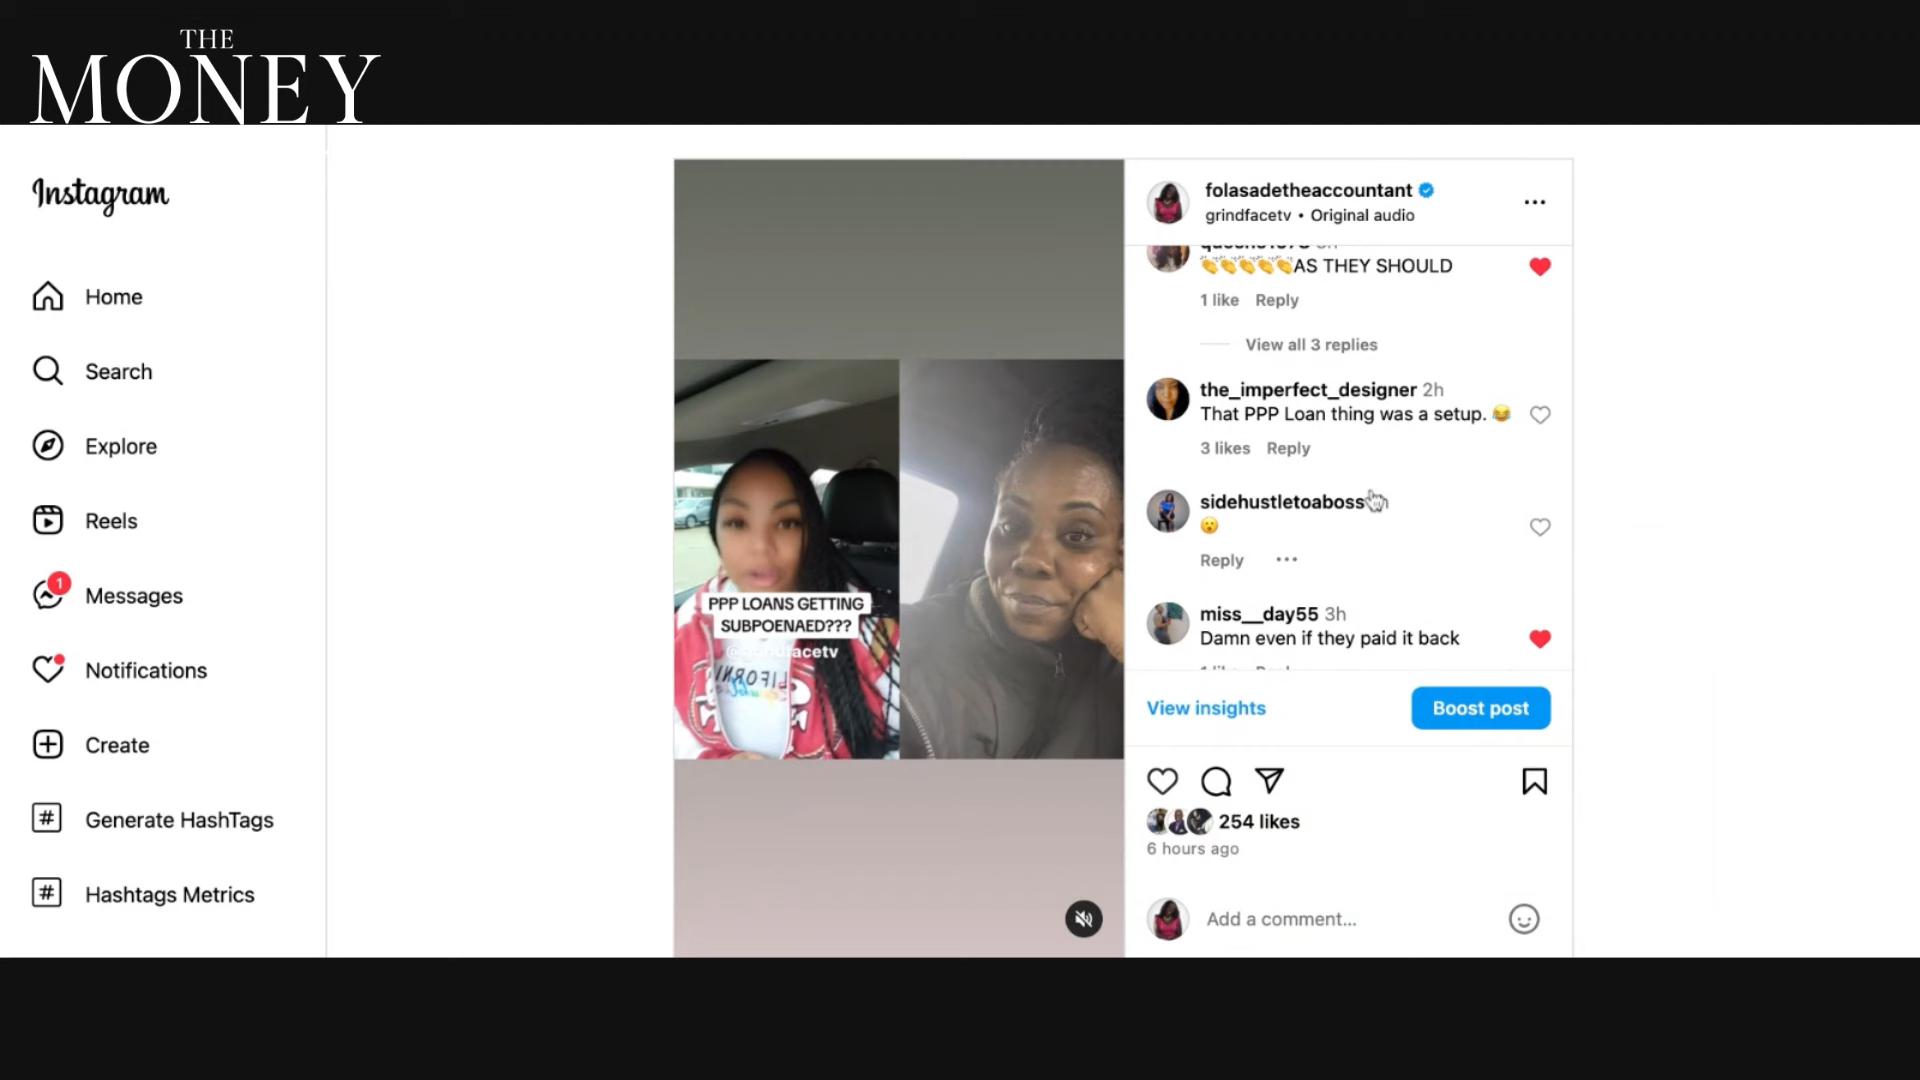 THE
MONEY
Instagram
Home
Search
Explore
Reels
1
Messages
Notifications
Create
# Generate HashTags
# Hashtags Metrics
PPP LOANS GETTING
SUBPOENAED???
folasadetheaccountant
grindfacetv • Original audio
👏👏👏👏👏AS THEY SHOULD
1 like Reply
View all 3 replies
the_imperfect_designer 2h
That PPP Loan thing was a setup. 😂
3 likes Reply
sidehustletoaboss
😮
Reply ...
miss__day55 3h
Damn even if they paid it back
View insights
Boost post
254 likes
6 hours ago
Add a comment...